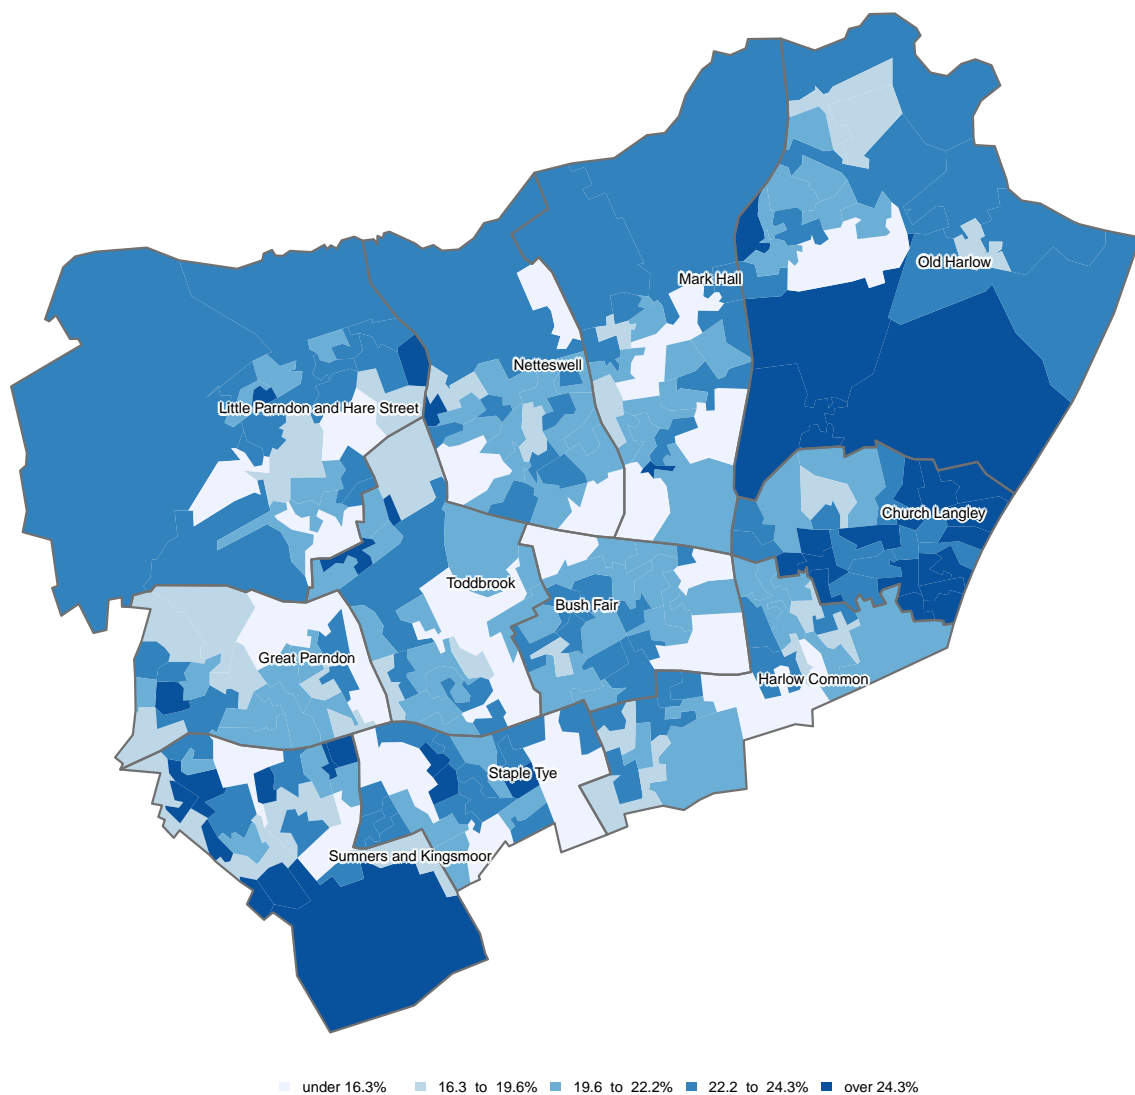 Old Harlow
Mark Hall
Netteswell
Little Parndon and Hare Street
Church Langley
Toddbrook
Bush Fair
Great Parndon
Harlow Common
Staple Tye
Sumners and Kingsmoor
under 16.3% 16.3 to 19.6% 19.6 to 22.2% 22.2 to 24.3% over 24.3%